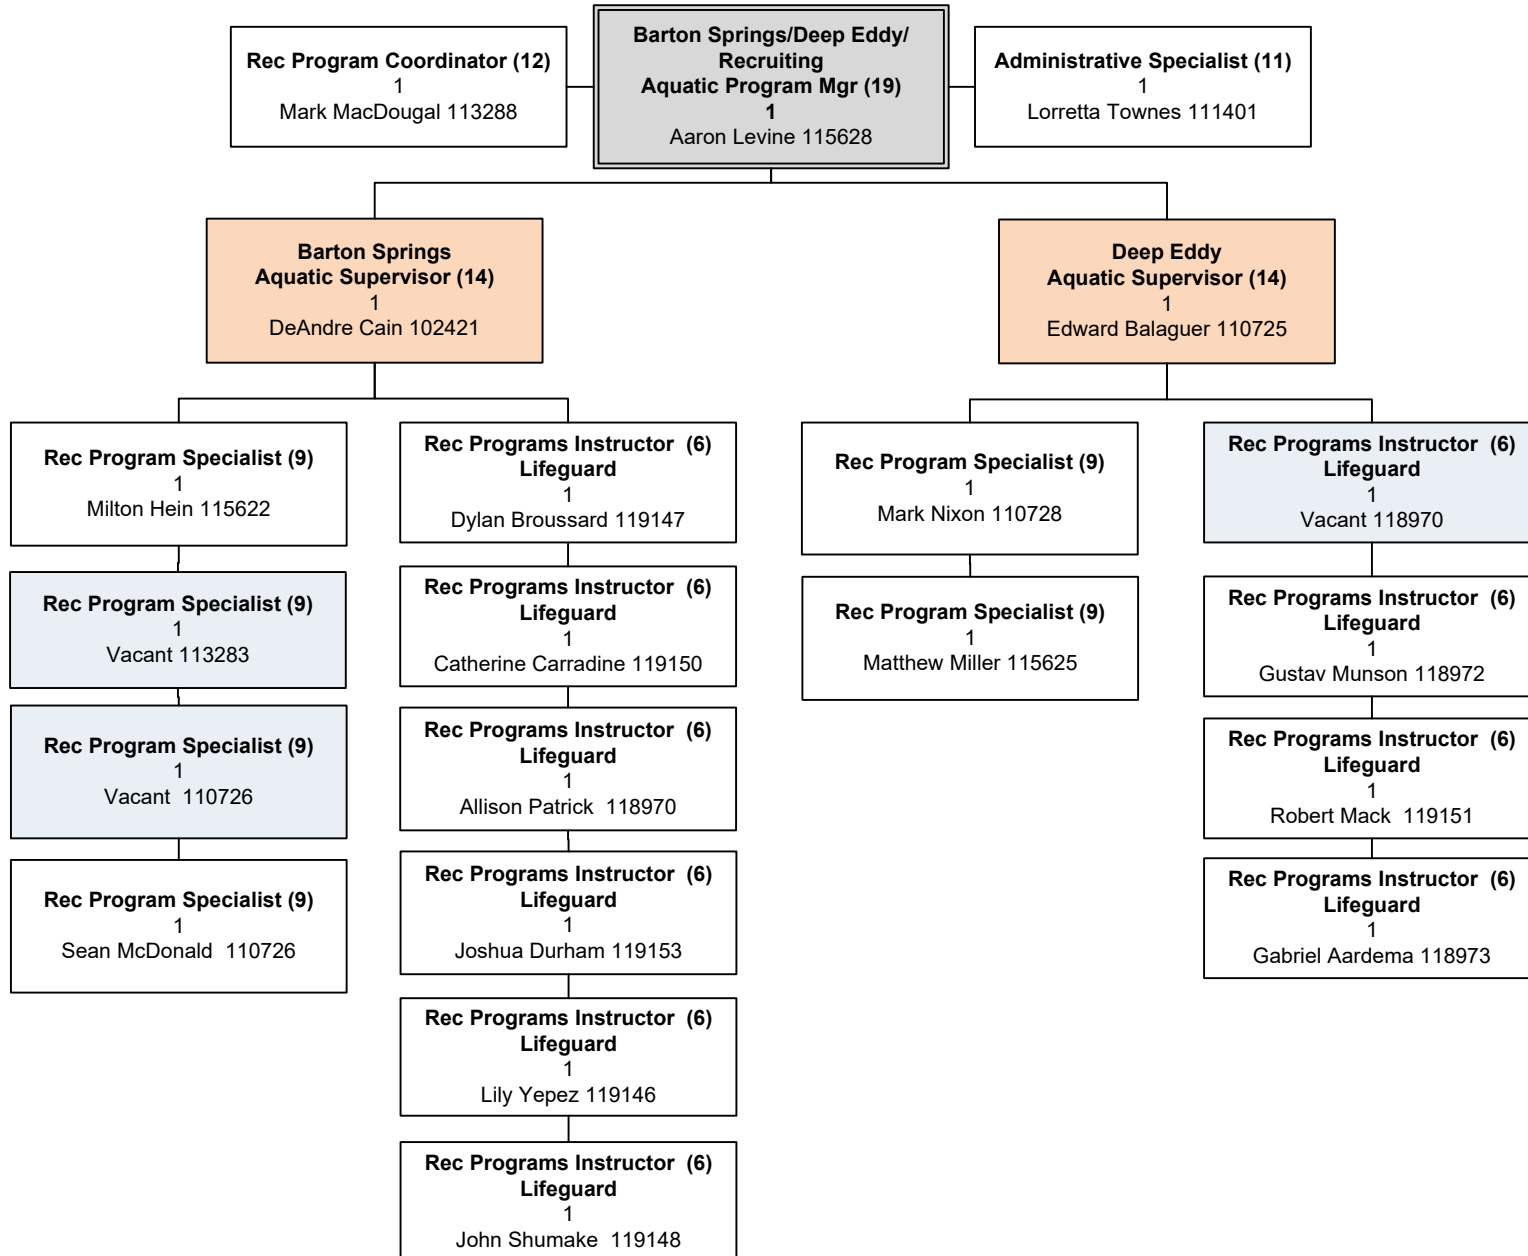 Rec Program Coordinator (12)
1
Mark MacDougal 113288
Barton Springs/Deep Eddy/
Recruiting
Aquatic Program Mgr (19)
1
Aaron Levine 115628
Administrative Specialist (11)
1
Lorretta Townes 111401
Barton Springs
Aquatic Supervisor (14)
1
DeAndre Cain 102421
Deep Eddy
Aquatic Supervisor (14)
1
Edward Balaguer 110725
Rec Program Specialist (9)
1
Milton Hein 115622
Rec Program Specialist (9)
1
Vacant 113283
Rec Program Specialist (9)
1
Vacant 110726
Rec Program Specialist (9)
1
Sean McDonald 110726
Rec Programs Instructor (6)
Lifeguard
1
Dylan Broussard 119147
Rec Programs Instructor (6)
Lifeguard
1
Catherine Carradine 119150
Rec Programs Instructor (6)
Lifeguard
1
Allison Patrick 118970
Rec Programs Instructor (6)
Lifeguard
1
Joshua Durham 119153
Rec Programs Instructor (6)
Lifeguard
1
Lily Yepez 119146
Rec Programs Instructor (6)
Lifeguard
1
John Shumake 119148
Rec Program Specialist (9)
1
Mark Nixon 110728
Rec Program Specialist (9)
1
Matthew Miller 115625
Rec Programs Instructor (6)
Lifeguard
1
Vacant 118970
Rec Programs Instructor (6)
Lifeguard
1
Gustav Munson 118972
Rec Programs Instructor (6)
Lifeguard
1
Robert Mack 119151
Rec Programs Instructor (6)
Lifeguard
1
Gabriel Aardema 118973